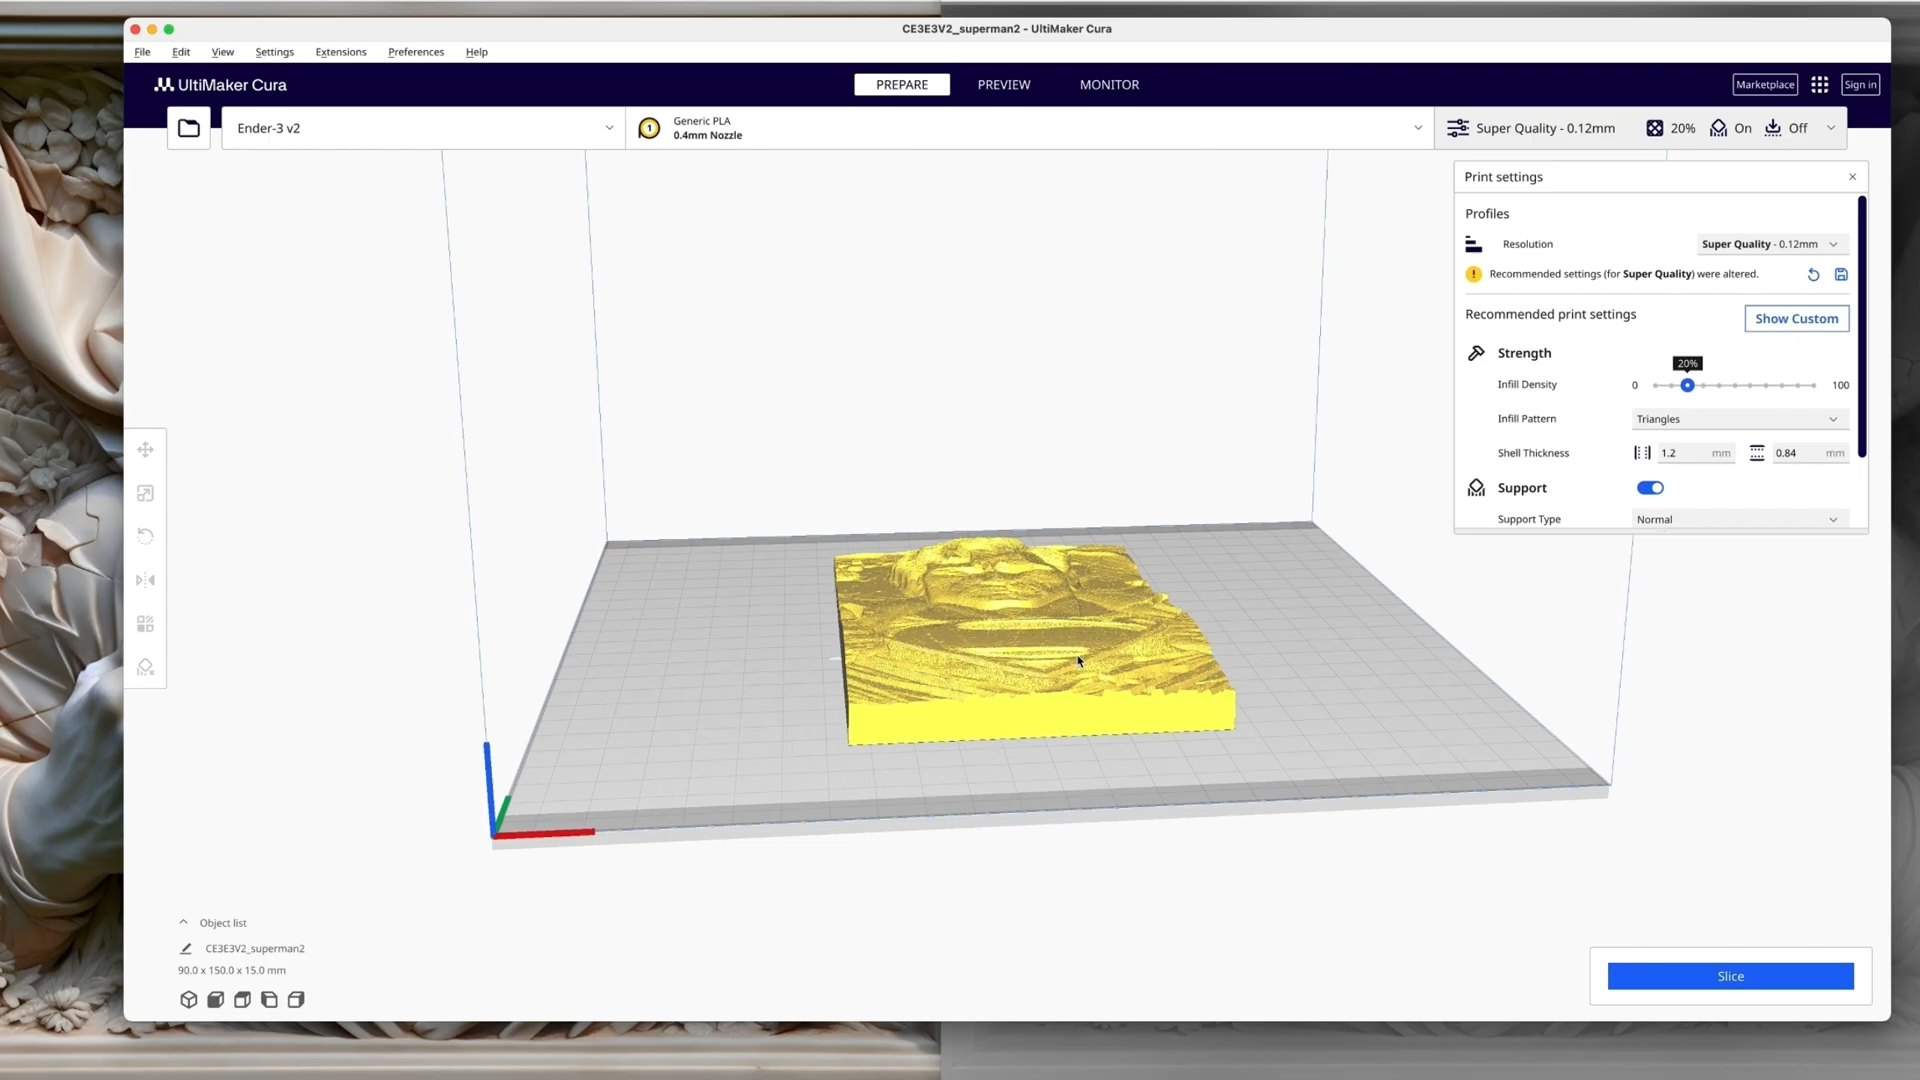 CE3E3V2_superman2 - UltiMaker Cura
File Edit View Settings Extensions Preferences Help
UltiMaker Cura PREPARE PREVIEW MONITOR Marketplace Sign in
Ender-3 v2
1
Generic PLA
0.4mm Nozzle
Super Quality - 0.12mm 20% On Off
Print settings
Profiles
Resolution Super Quality - 0.12mm
Recommended settings (for Super Quality) were altered.
Recommended print settings Show Custom
Strength
20%
Infill Density 0 100
Infill Pattern Triangles
Shell Thickness 1.2 mm 0.84 mm
Support
Support Type Normal
Object list
CE3E3V2_superman2
90.0 x 150.0 x 15.0 mm
Slice